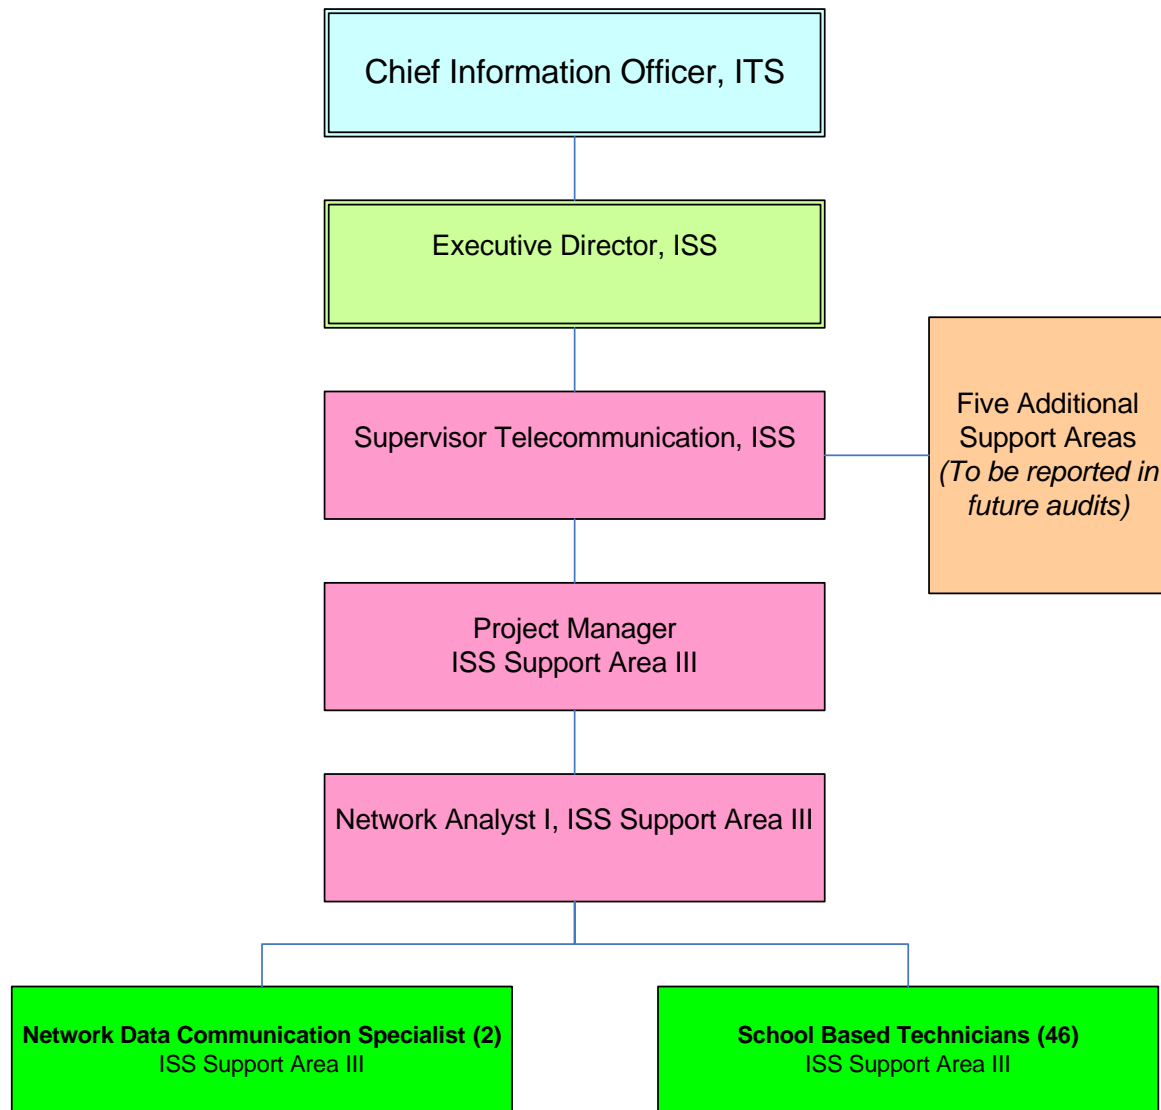 Chief Information Officer, ITS
Executive Director, ISS
Supervisor Telecommunication, ISS
Five Additional
Support Areas
(To be reported in
future audits)
Project Manager
ISS Support Area III
Network Analyst I, ISS Support Area III
Network Data Communication Specialist (2)
ISS Support Area III
School Based Technicians (46)
ISS Support Area III